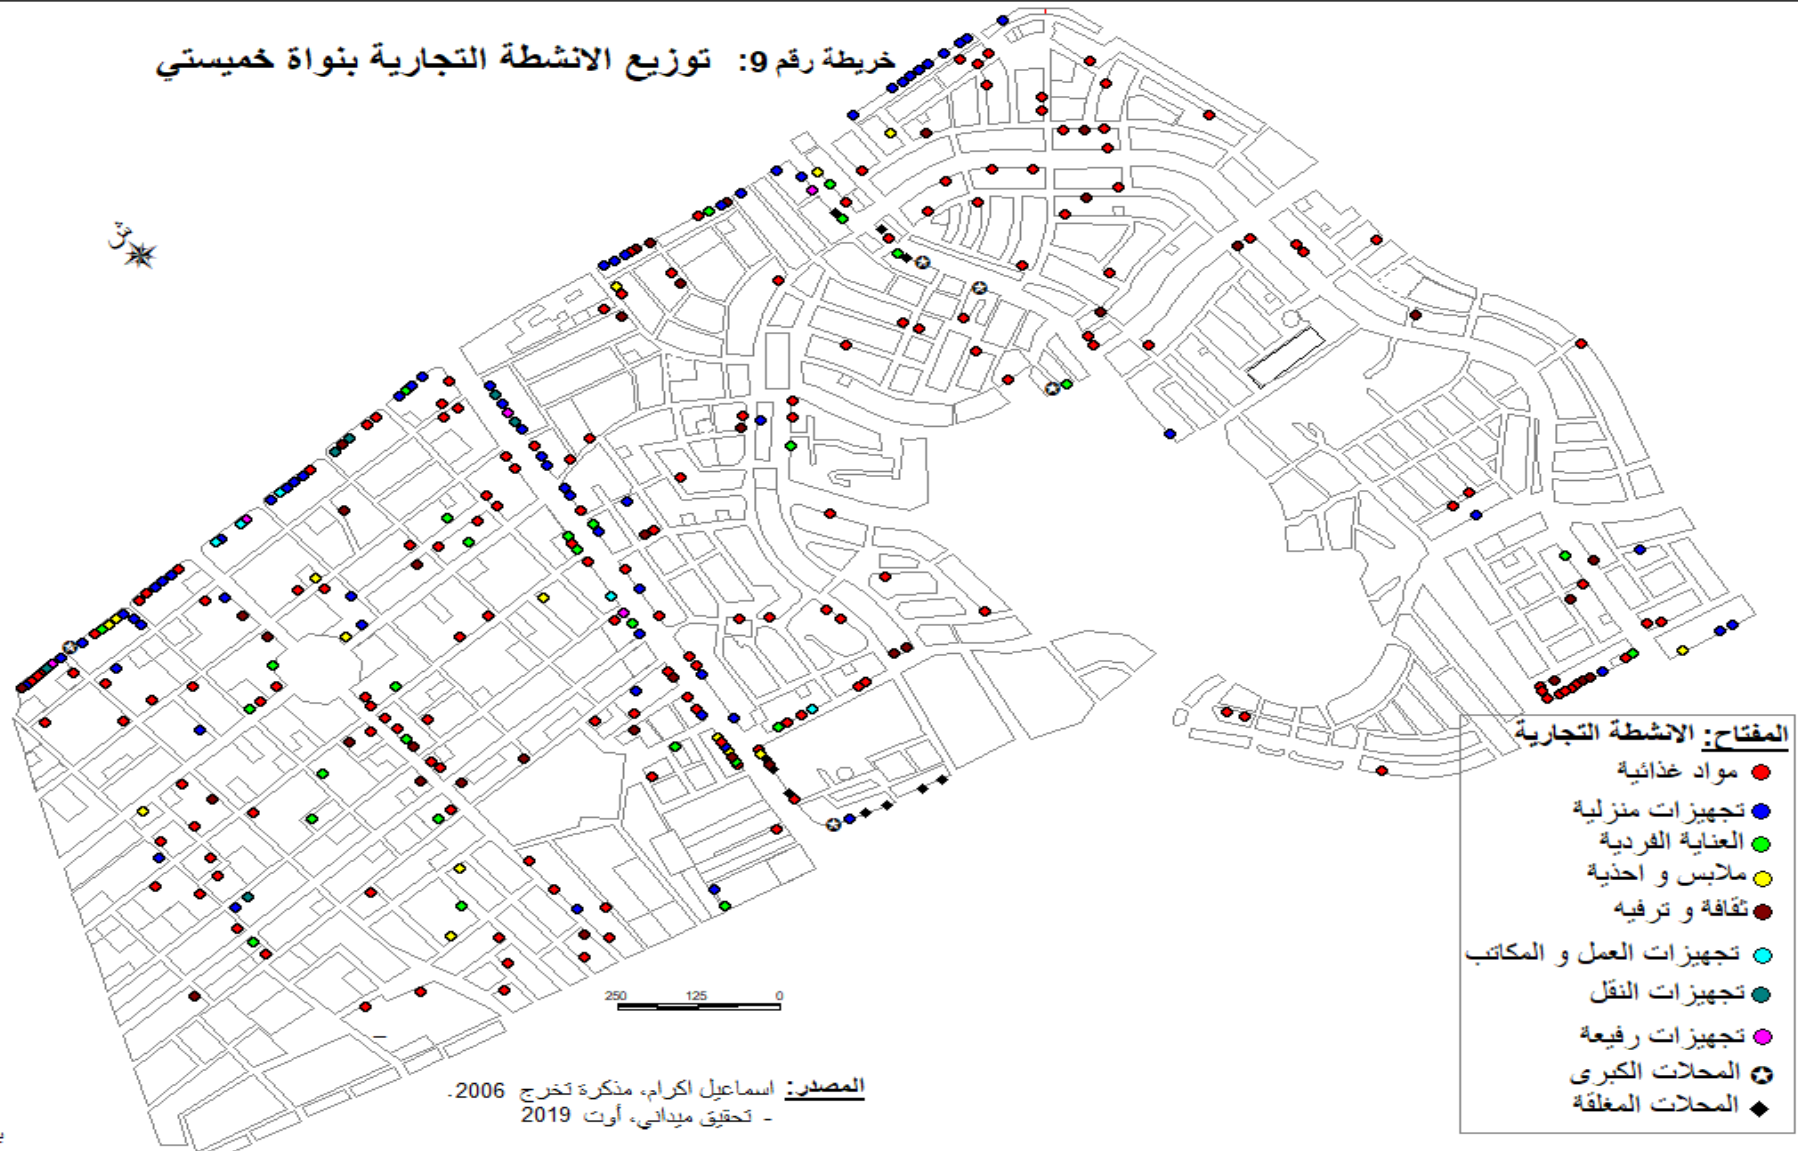 خريطة رقم 9: توزيع الانشطة التجارية بنواة خميستي
ش
المفتاح: الانشطة التجارية
مواد غذائية
تجهيزات منزلية
العناية الفردية
ملابس و احذية
ثقافة و ترفيه
تجهيزات العمل و المكاتب
تجهيزات النقل
تجهيزات رفيعة
المحلات الكبرى
المحلات المغلقة
250 125 0
المصدر: اسماعيل اكرام، مذكرة تخرج 2006.
- تحقيق ميداني، أوت 2019